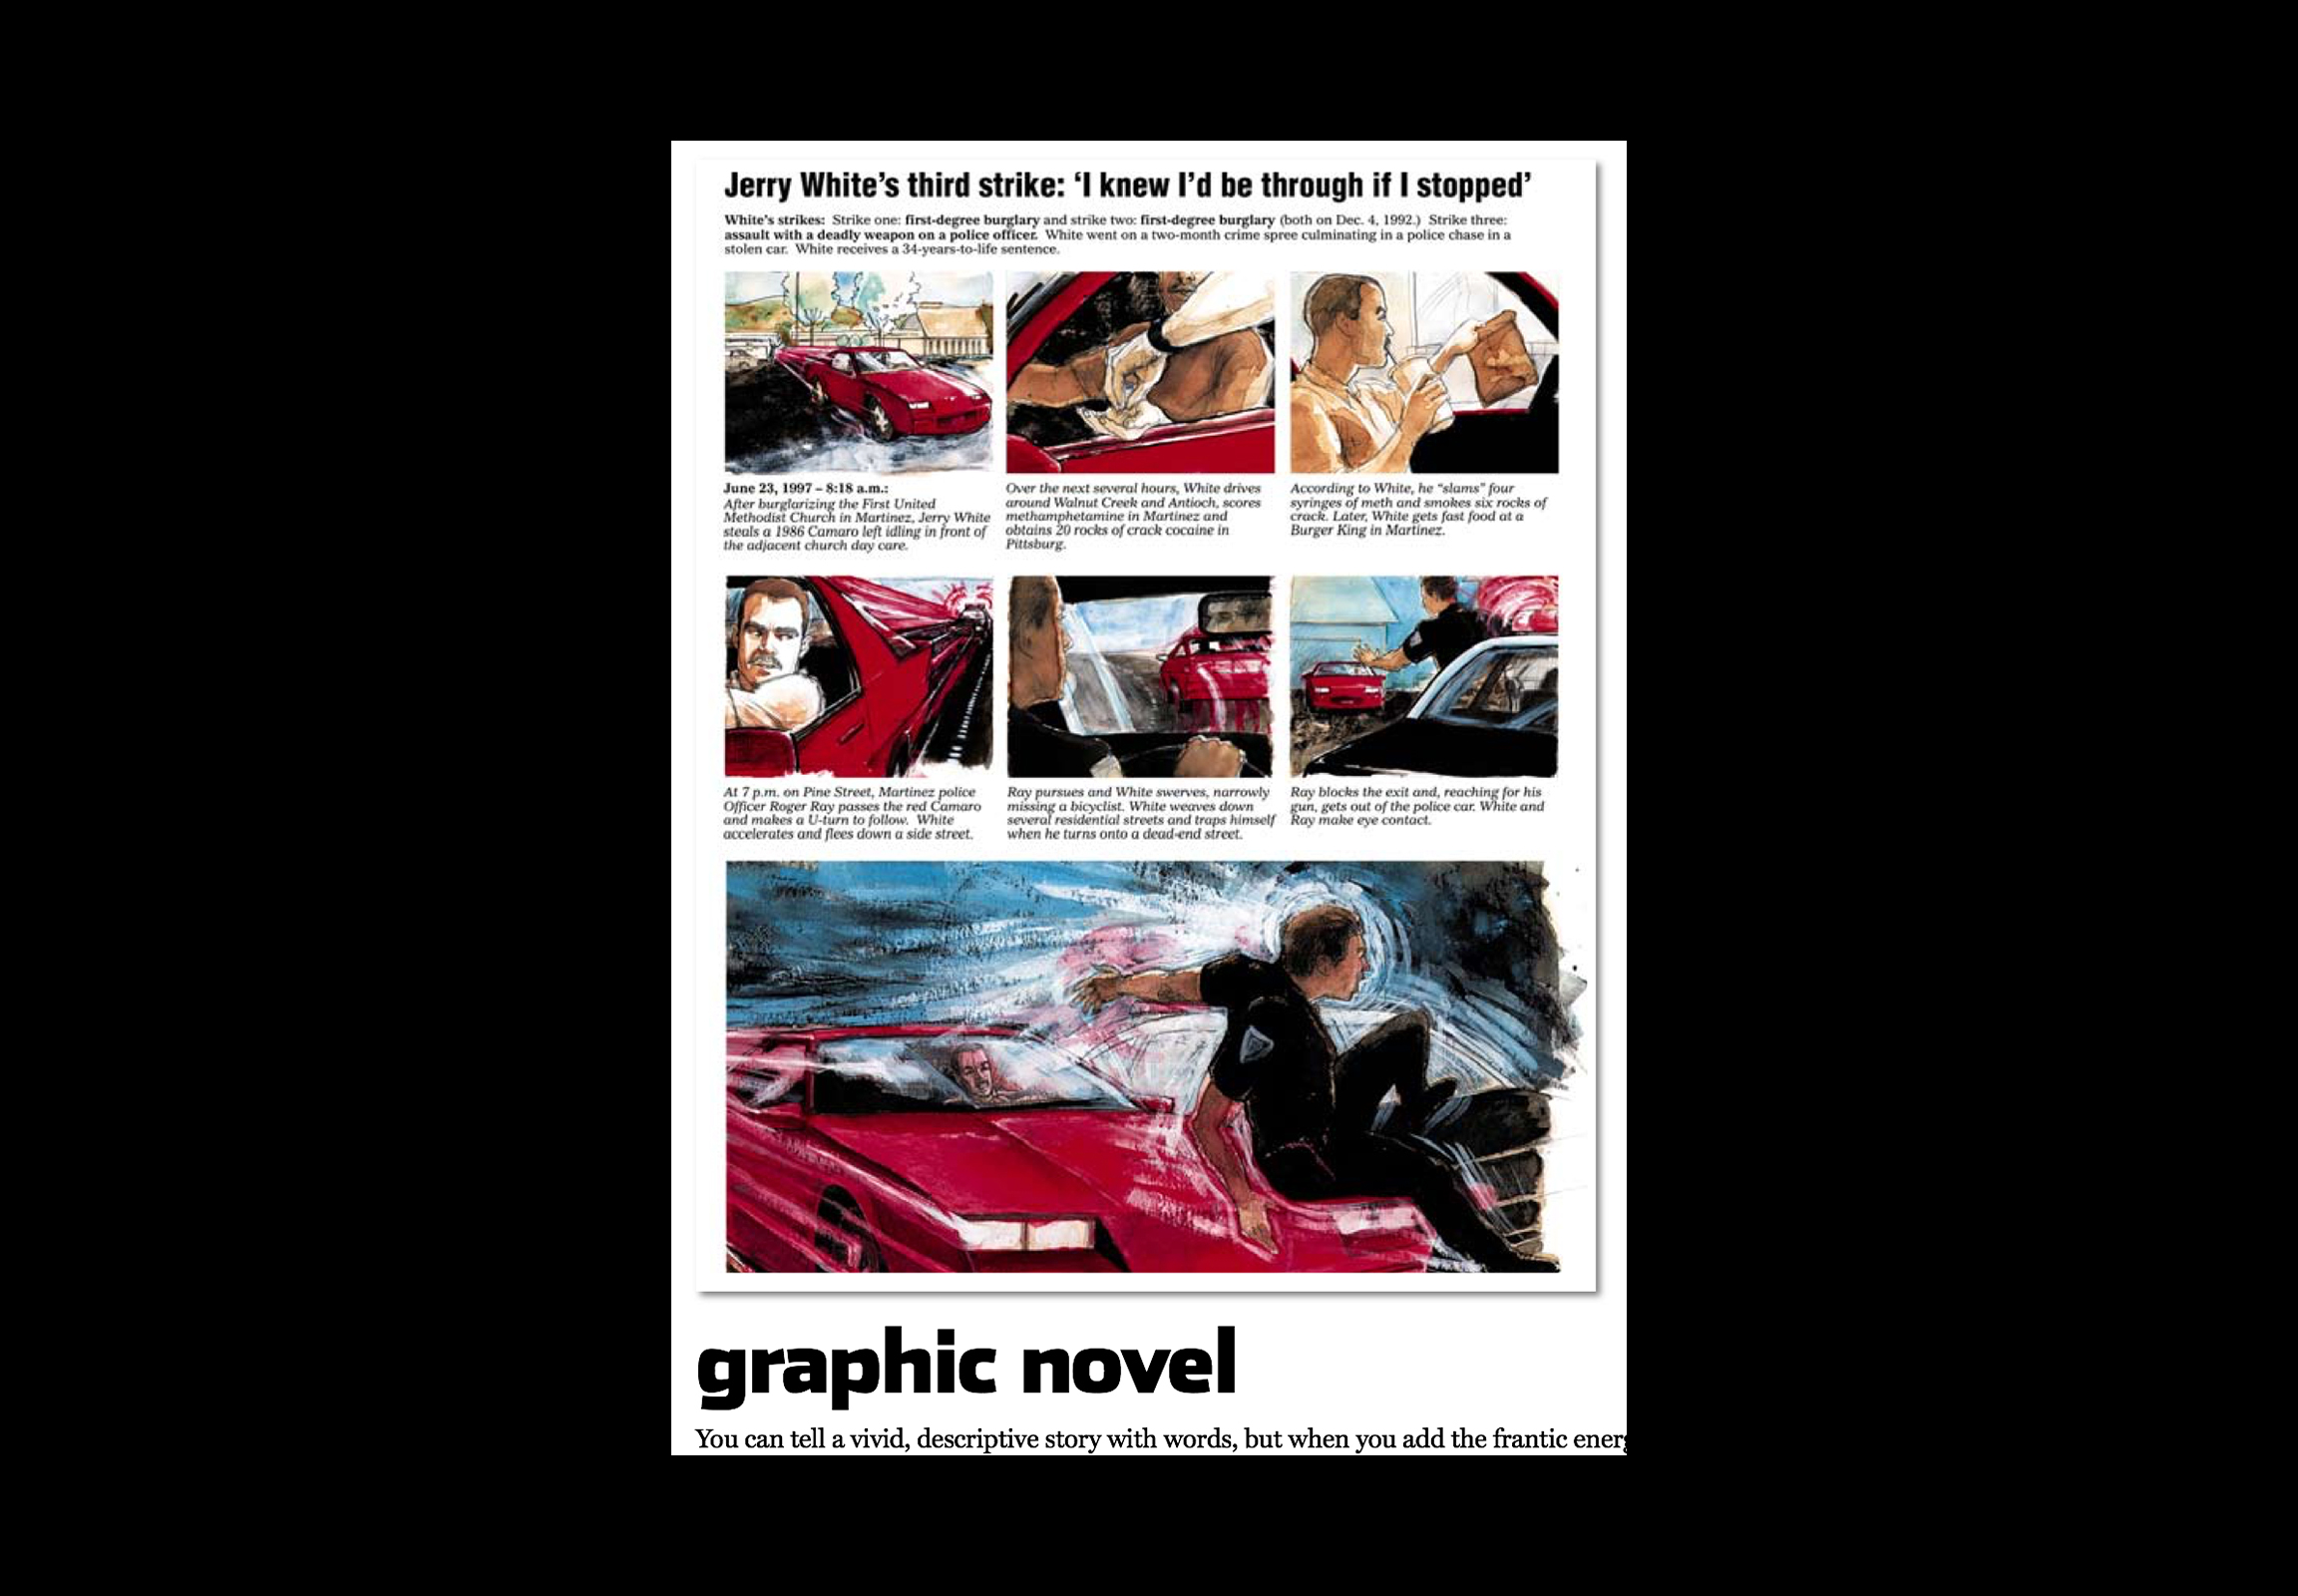 Jerry White's third strike: 'I knew I'd be through if I stopped'
White's strikes: Strike one: first-degree burglary and strike two: first-degree burglary (both on Dec. 4, 1992.) Strike three:
assault with a deadly weapon on a police officer. White went on a two-month crime spree culminating in a police chase in a
stolen car. White receives a 34-years-to-life sentence.
June 23, 1997 – 8:18 a.m.:
After burglarizing the First United
Methodist Church in Martinez, Jerry White
steals a 1986 Camaro left idling in front of
the adjacent church day care.
Over the next several hours, White drives
around Walnut Creek and Antioch, scores
methamphetamine in Martinez and
obtains 20 rocks of crack cocaine in
Pittsburg.
According to White, he "slams" four
syringes of meth and smokes six rocks of
crack. Later, White gets fast food at a
Burger King in Martinez.
At 7 p.m. on Pine Street, Martinez police
Officer Roger Ray passes the red Camaro
and makes a U-turn to follow. White
accelerates and flees down a side street.
Ray pursues and White swerves, narrowly
missing a bicyclist. White weaves down
several residential streets and traps himself
when he turns onto a dead-end street.
Ray blocks the exit and, reaching for his
gun, gets out of the police car. White and
Ray make eye contact.
graphic novel
You can tell a vivid, descriptive story with words, but when you add the frantic ener